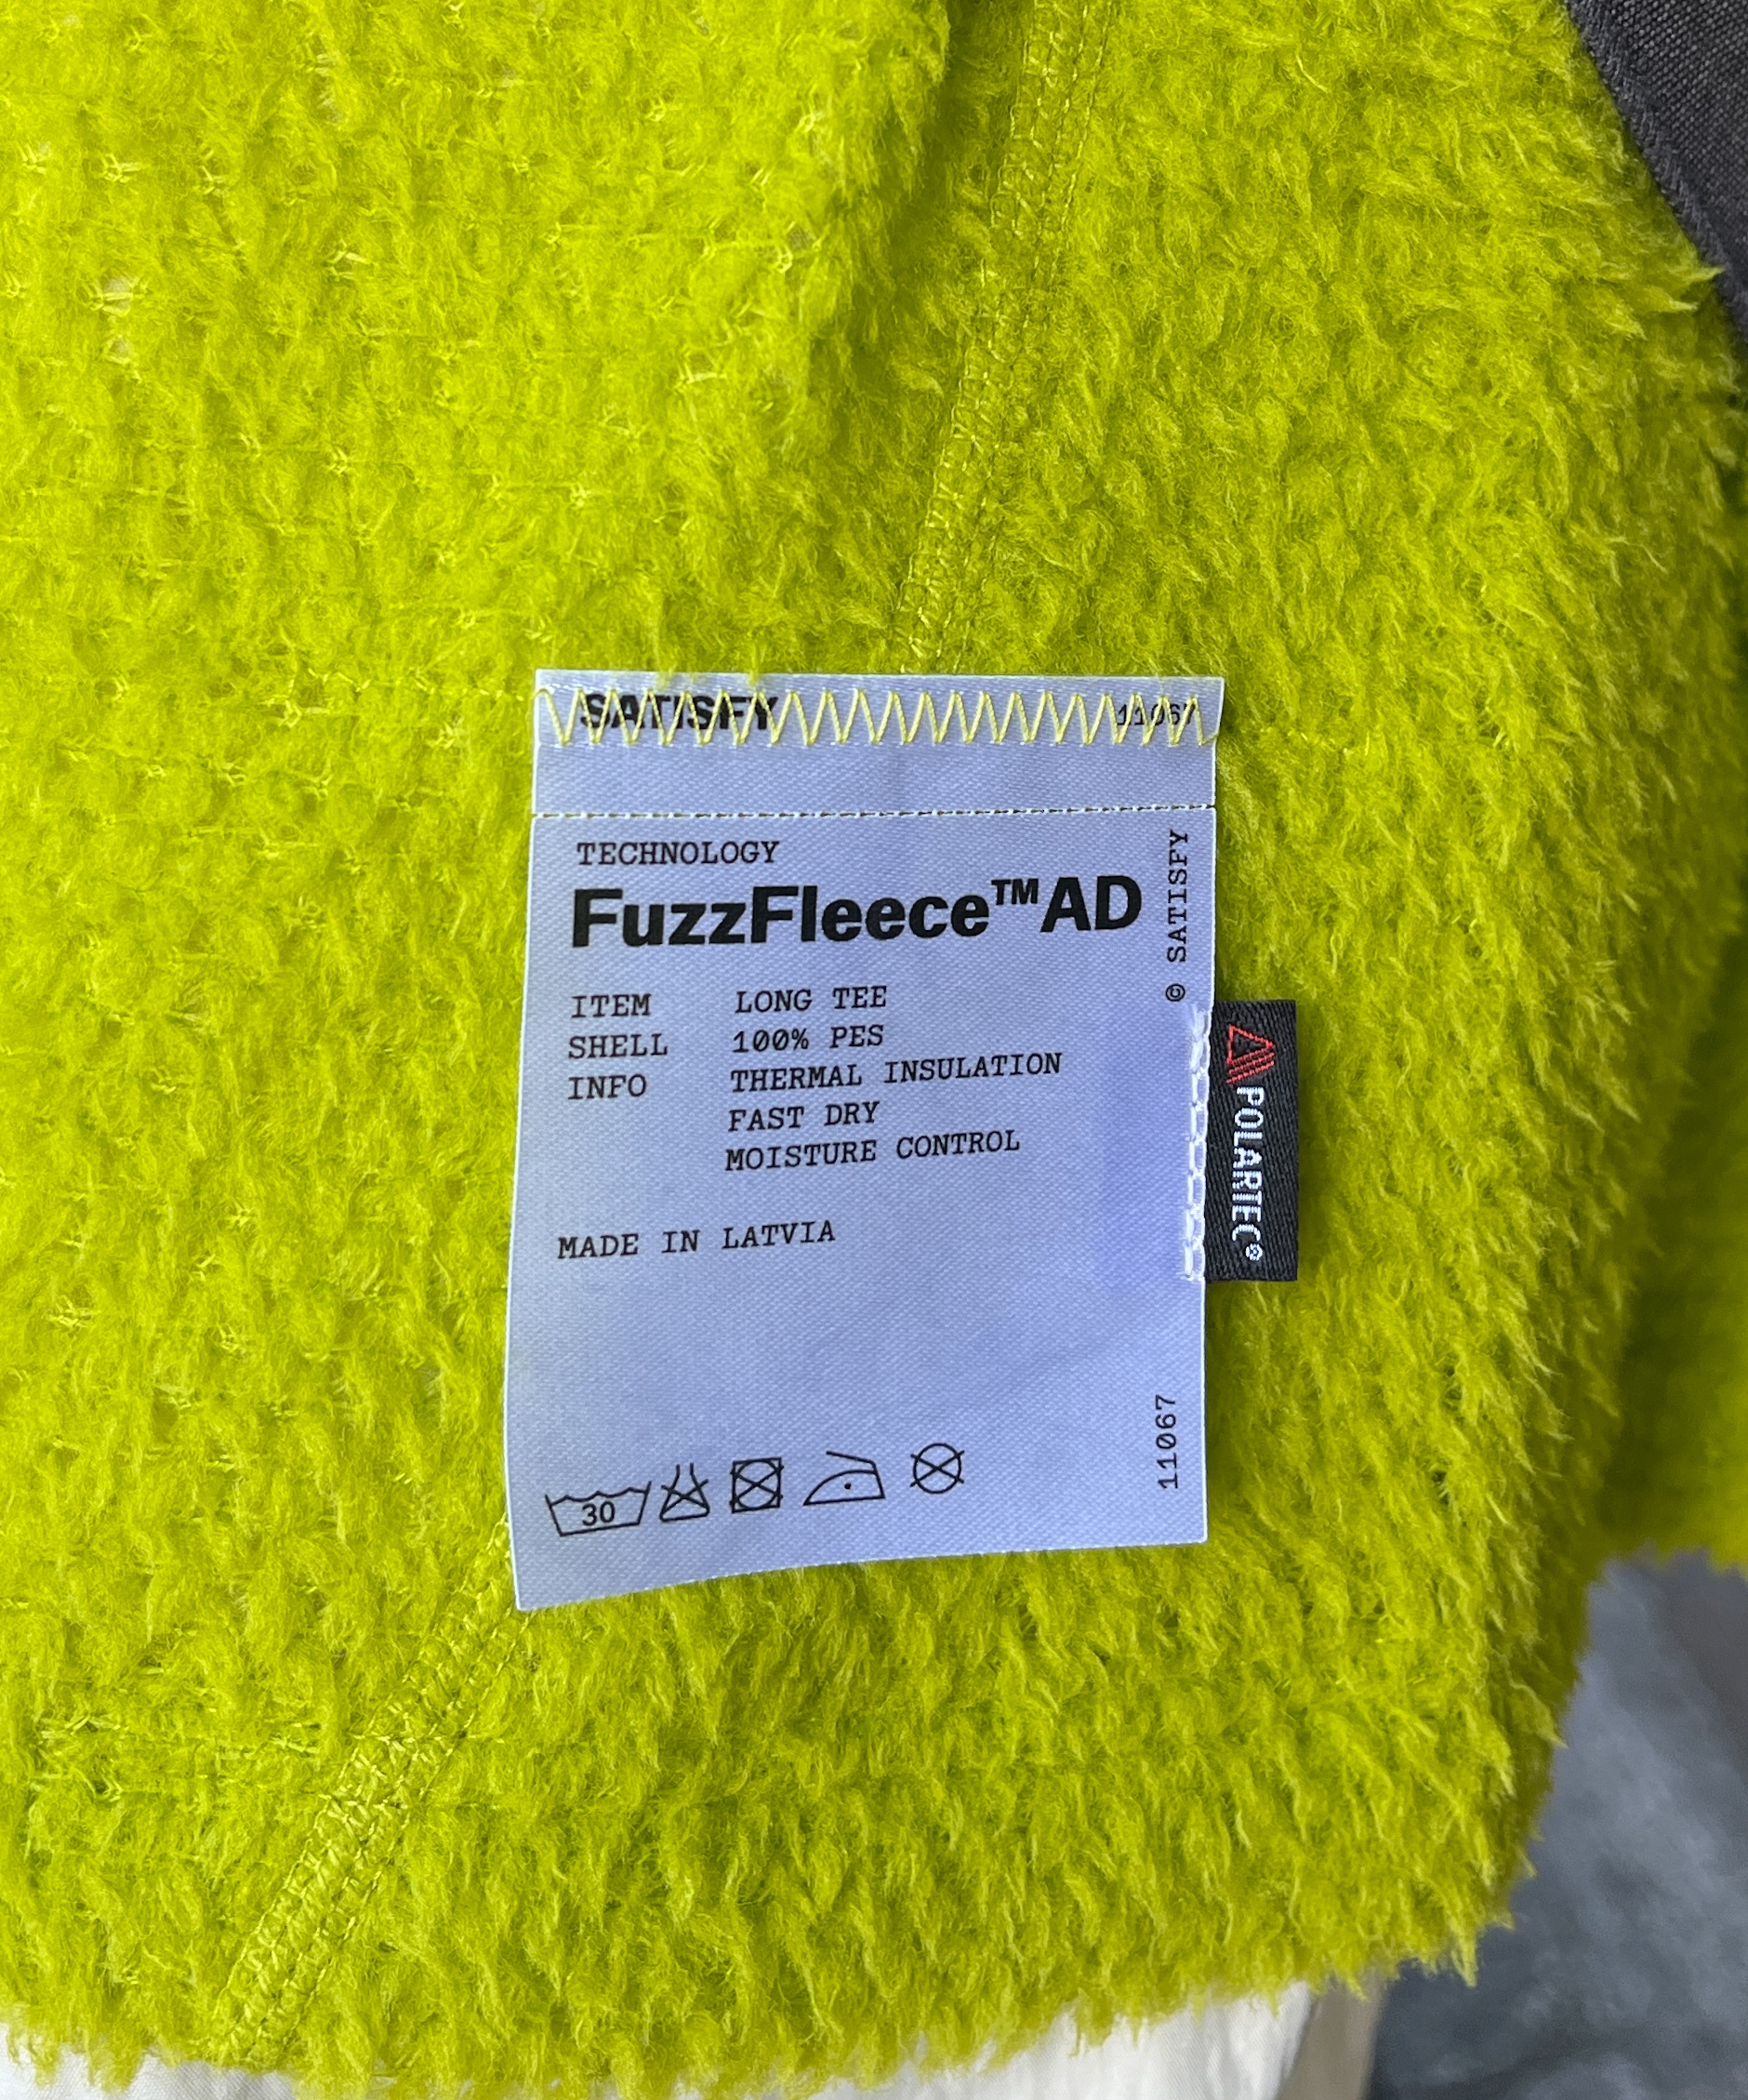 SATISFY 11067
TECHNOLOGY
FuzzFleece™AD
© SATISFY
ITEM LONG TEE
SHELL 100% PES
INFO THERMAL INSULATION
FAST DRY
MOISTURE CONTROL
POLARTEC®
MADE IN LATVIA
30
11067